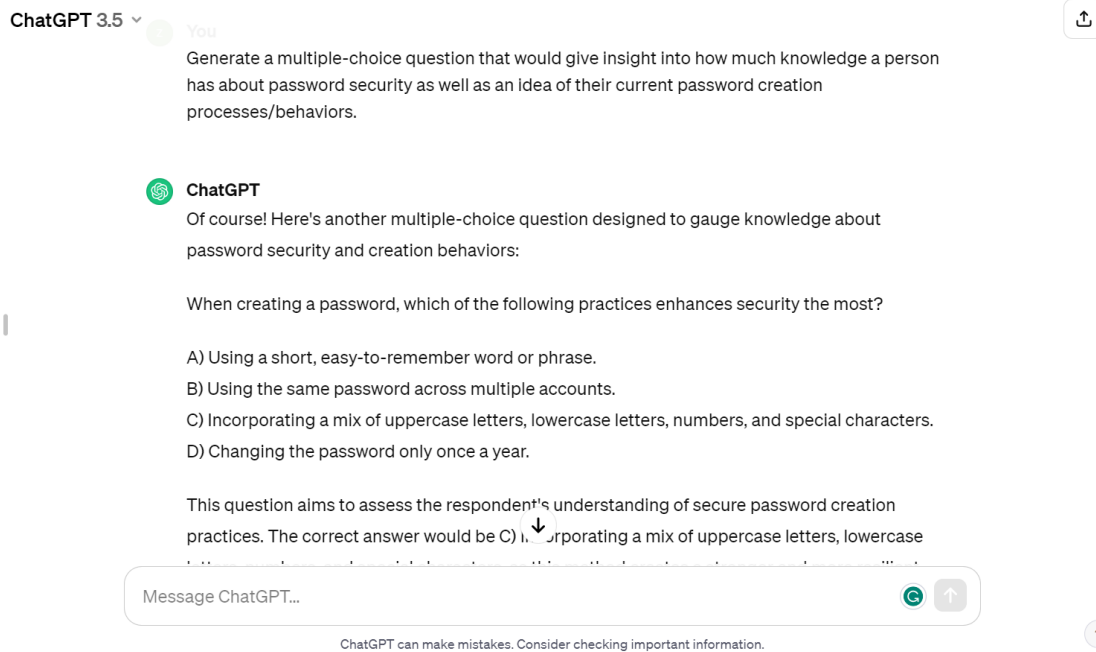 ChatGPT 3.5
You
Generate a multiple-choice question that would give insight into how much knowledge a person
has about password security as well as an idea of their current password creation
processes/behaviors.
ChatGPT
Of course! Here's another multiple-choice question designed to gauge knowledge about
password security and creation behaviors:
When creating a password, which of the following practices enhances security the most?
A) Using a short, easy-to-remember word or phrase.
B) Using the same password across multiple accounts.
C) Incorporating a mix of uppercase letters, lowercase letters, numbers, and special characters.
D) Changing the password only once a year.
This question aims to assess the respondent's understanding of secure password creation
practices. The correct answer would be C) Incorporating a mix of uppercase letters, lowercase
Message ChatGPT...
ChatGPT can make mistakes. Consider checking important information.